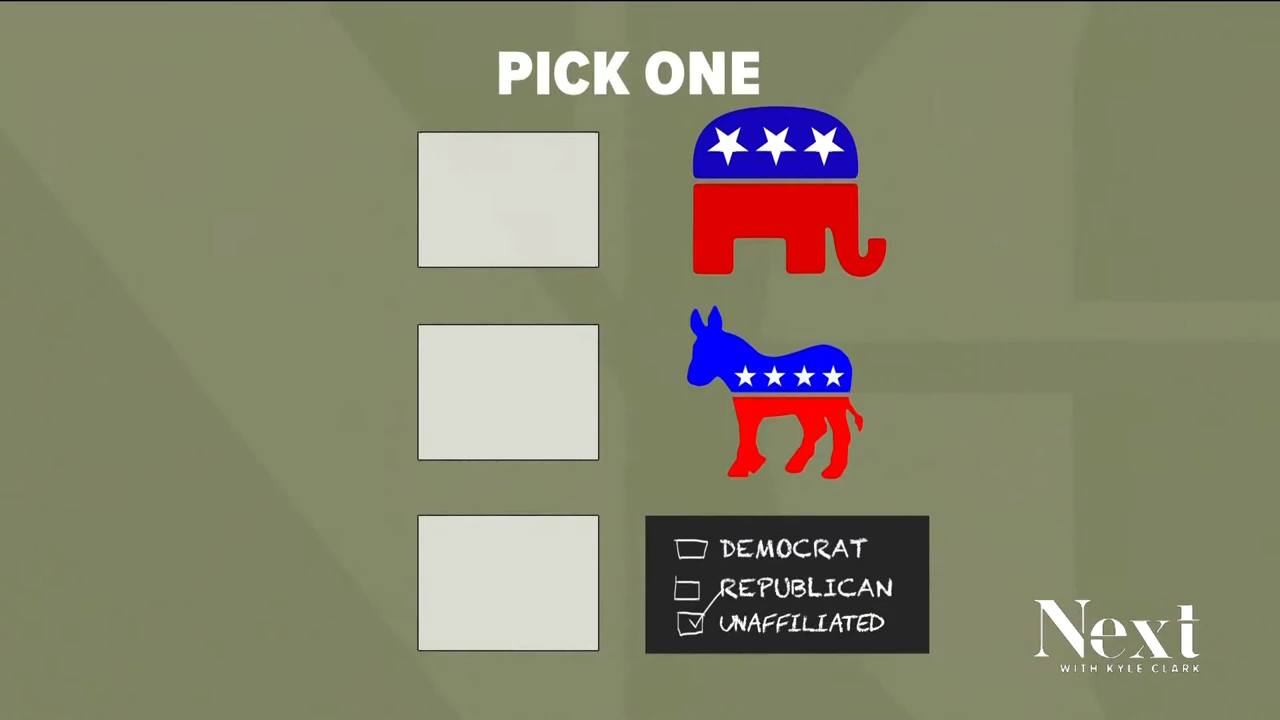 PICK ONE
DEMOCRAT
REPUBLICAN
UNAFFILIATED
Next
WITH KYLE CLARK